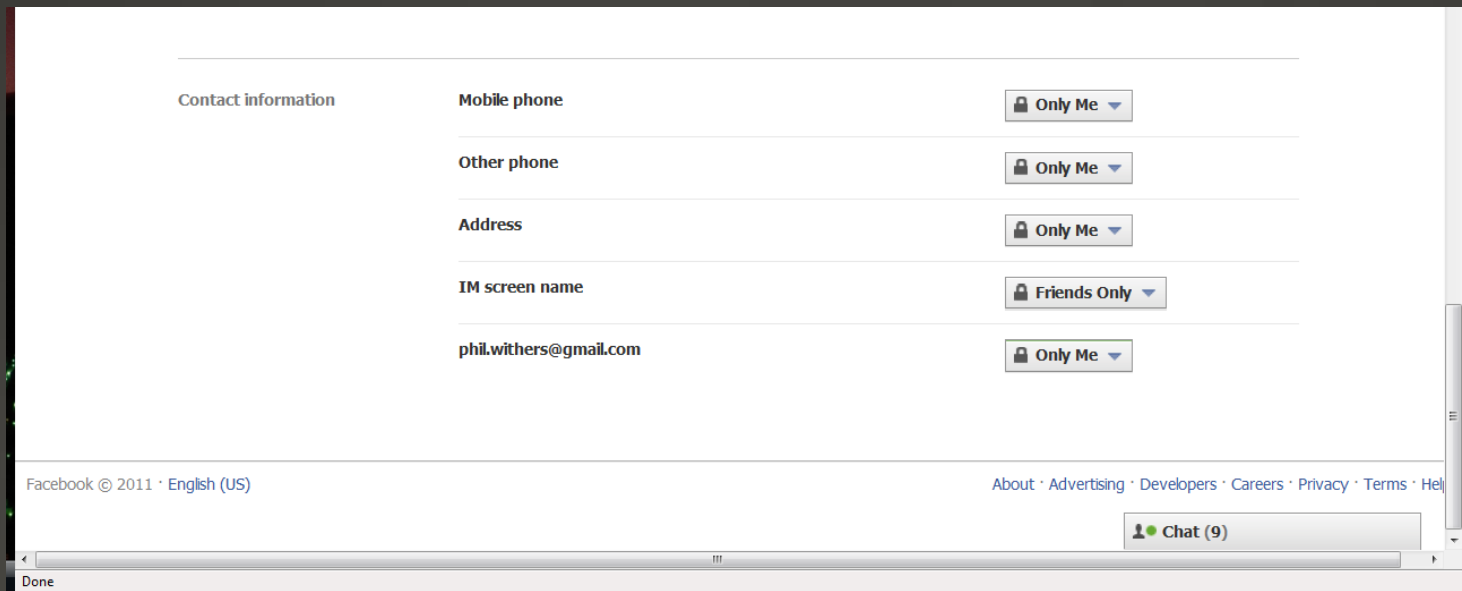 Contact information Mobile phone Only Me
Other phone Only Me
Address Only Me
IM screen name Friends Only
phil.withers@gmail.com Only Me
Facebook © 2011 · English (US) About · Advertising · Developers · Careers · Privacy · Terms · Hel
Chat (9)
Done